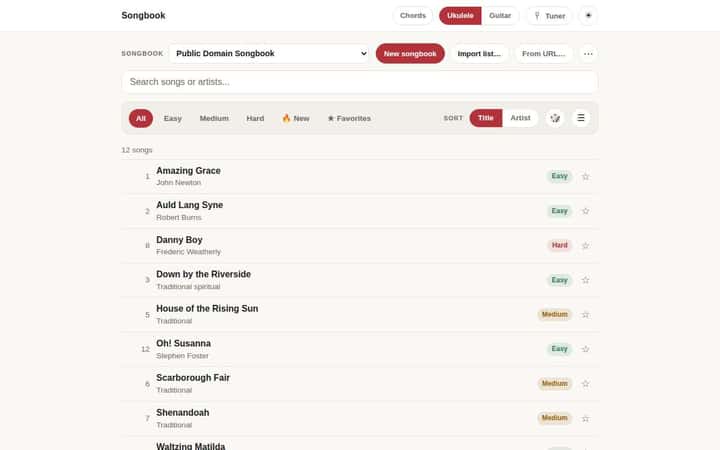 Songbook
Chords
Ukulele
Guitar
Tuner
SONGBOOK
Public Domain Songbook
New songbook
Import list...
From URL...
Search songs or artists...
All
Easy
Medium
Hard
🔥 New
★ Favorites
SORT
Title
Artist
12 songs
1
Amazing Grace
John Newton
Easy
2
Auld Lang Syne
Robert Burns
Easy
8
Danny Boy
Frederic Weatherly
Hard
3
Down by the Riverside
Traditional spiritual
Easy
5
House of the Rising Sun
Traditional
Medium
12
Oh! Susanna
Stephen Foster
Easy
6
Scarborough Fair
Traditional
Medium
7
Shenandoah
Traditional
Medium
Waltzing Matilda